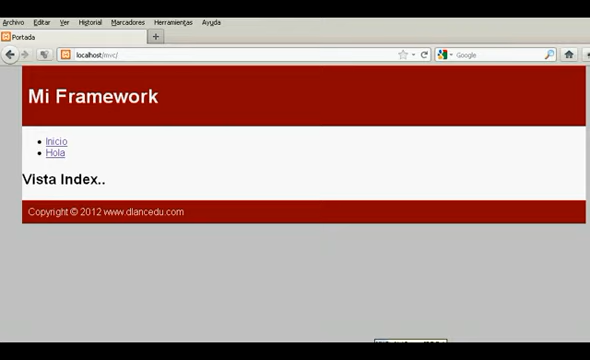 Archivo Editar Ver Historial Marcadores Herramientas Ayuda
Portada
localhost/mvc/
Google
Mi Framework
Inicio
Hola
Vista Index..
Copyright © 2012 www.dlancedu.com